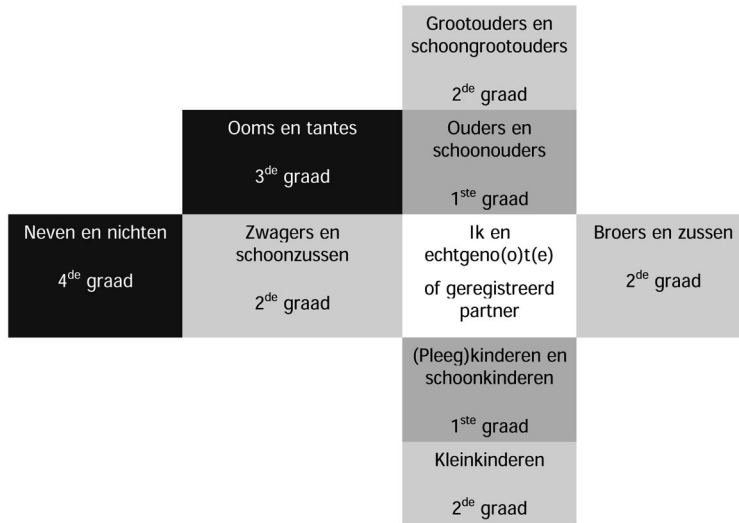 Grootouders en
schoongrootouders
2de graad
Ooms en tantes
3de graad
Ouders en
schoonouders
1ste graad
Neven en nichten
4de graad
Zwagers en
schoonzussen
2de graad
Ik en
echtgeno(o)t(e)
of geregistreerd
partner
Broers en zussen
2de graad
(Pleeg)kinderen en
schoonkinderen
1ste graad
Kleinkinderen
2de graad